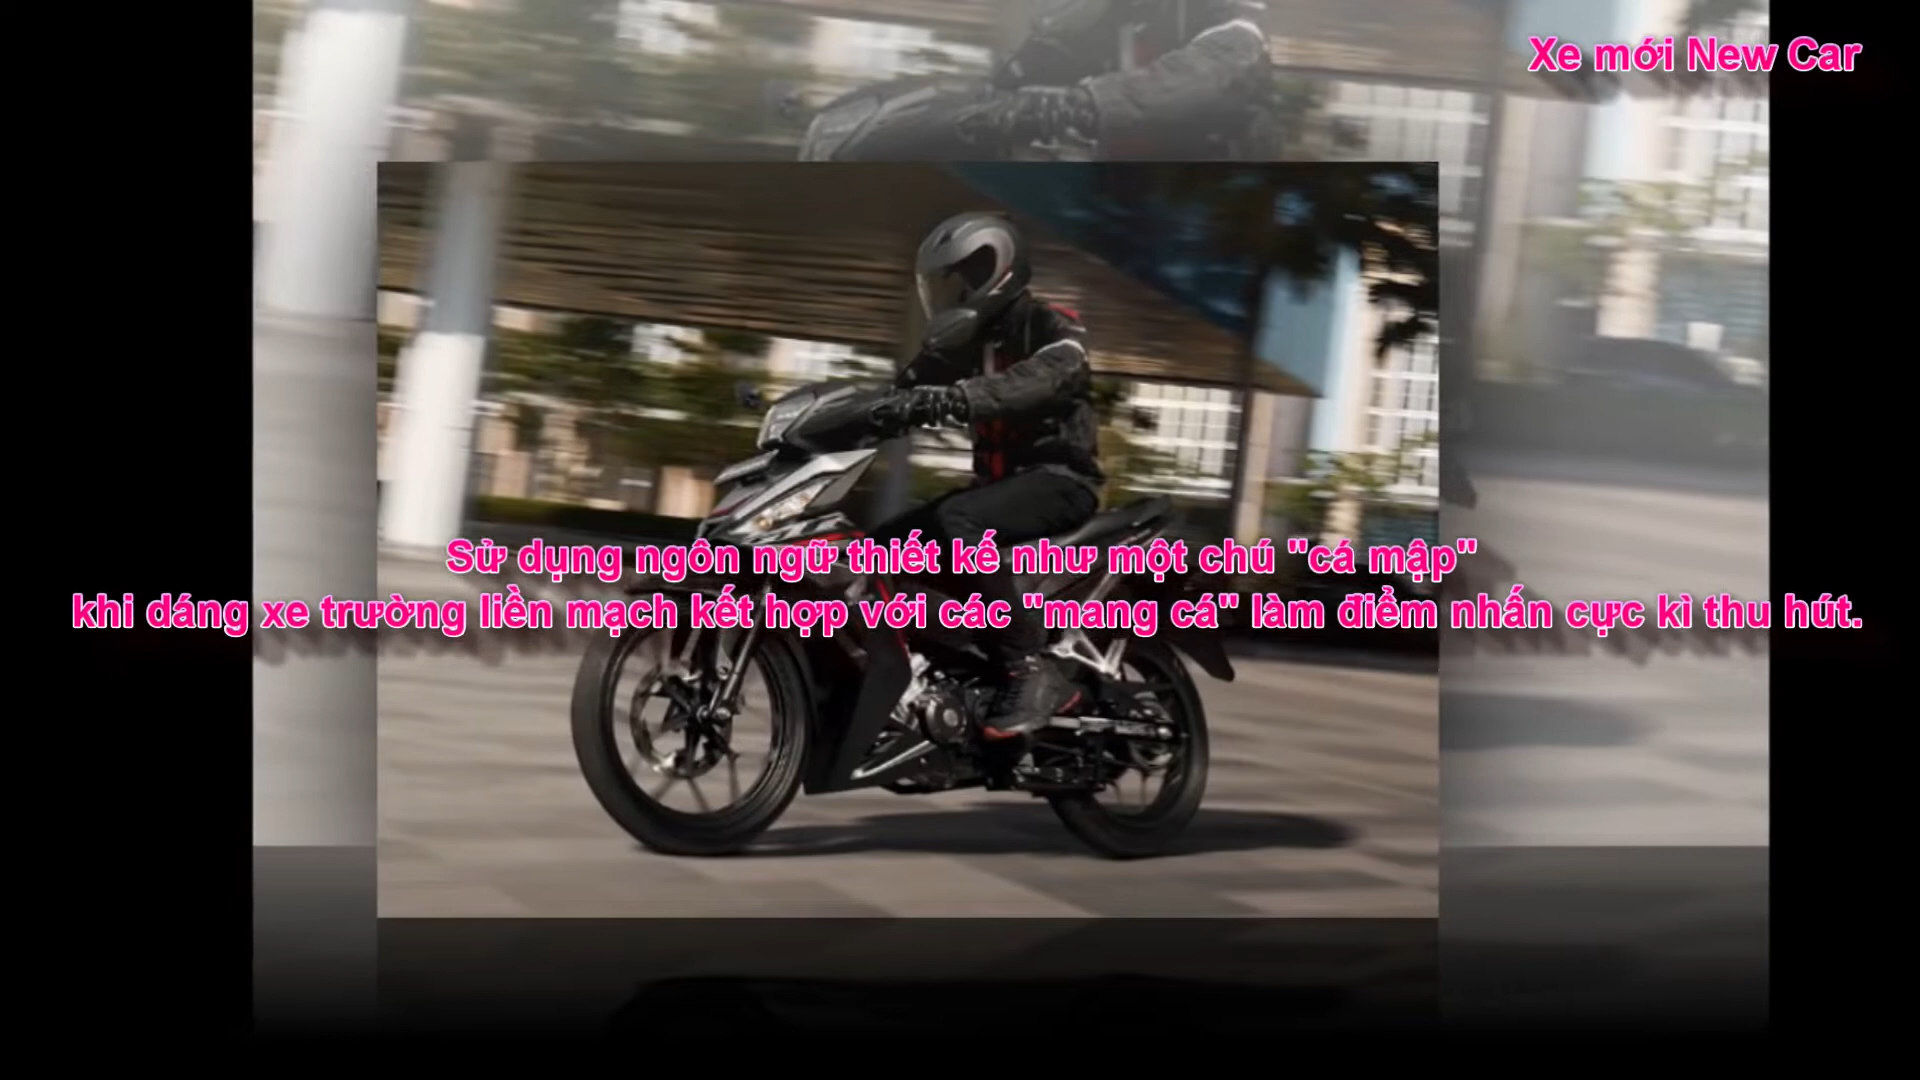 Xe mới New Car
Sử dụng ngôn ngữ thiết kế như một chú "cá mập"
khi dáng xe trường liền mạch kết hợp với các "mang cá" làm điểm nhấn cực kì thu hút.